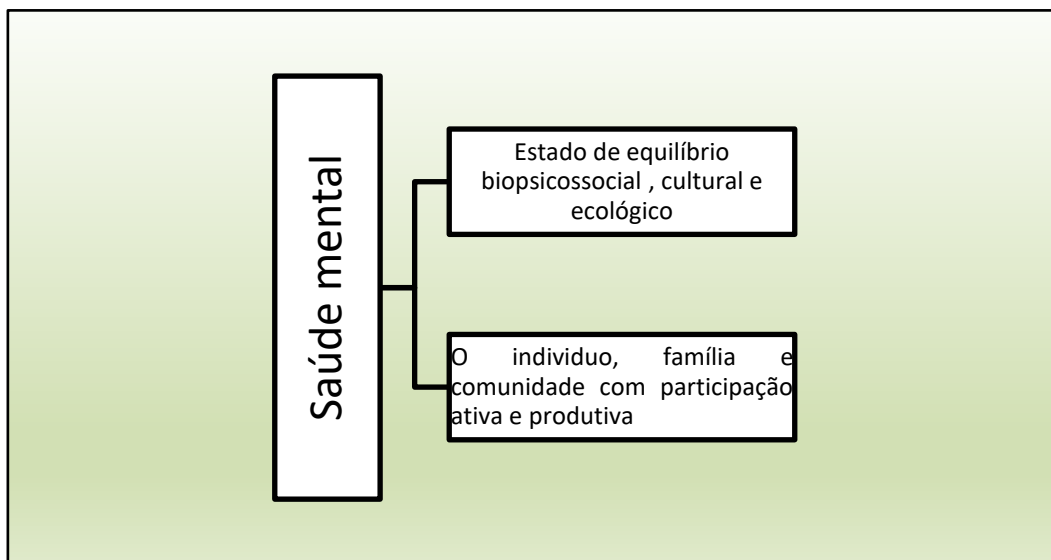 Saúde mental
Estado de equilíbrio
biopsicossocial , cultural e
ecológico
O individuo, família e
comunidade com participação
ativa e produtiva